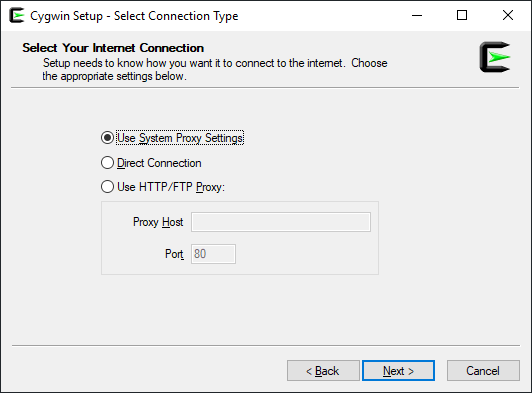 Cygwin Setup - Select Connection Type
Select Your Internet Connection
Setup needs to know how you want it to connect to the internet. Choose
the appropriate settings below.
Use System Proxy Settings
Direct Connection
Use HTTP/FTP Proxy:
Proxy Host
Port 80
< Back Next > Cancel